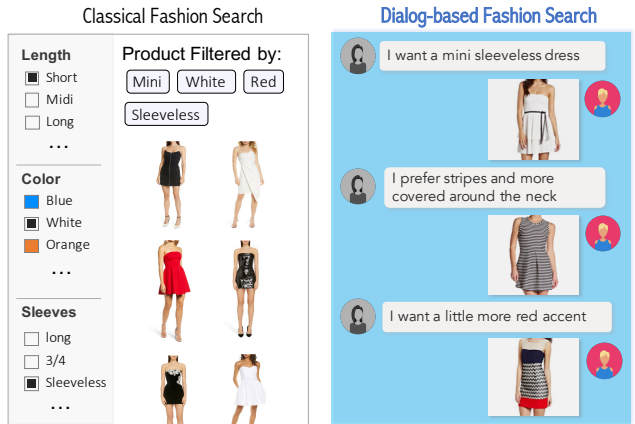 Classical Fashion Search
Length
Short
Midi
Long
...
Color
Blue
White
Orange
...
Sleeves
long
3/4
Sleeveless
...
Product Filtered by:
Mini White Red
Sleeveless
Dialog-based Fashion Search
I want a mini sleeveless dress
I prefer stripes and more
covered around the neck
I want a little more red accent